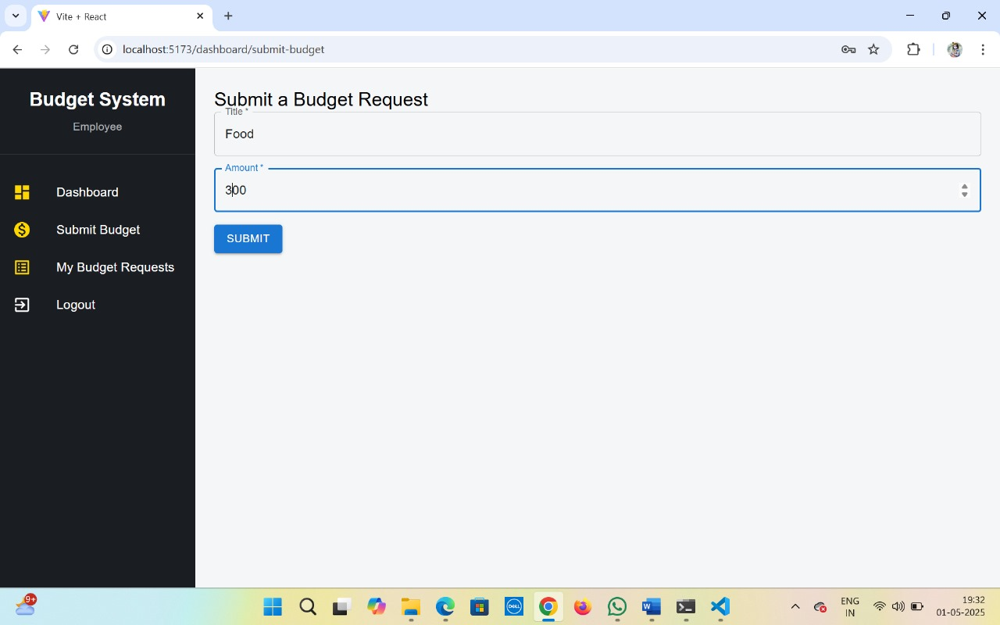 Vite + React
localhost:5173/dashboard/submit-budget
Budget System
Employee
Dashboard
$
Submit Budget
My Budget Requests
Logout
Submit a Budget Request
Title *
Food
Amount *
300
SUBMIT
9+
DELL
W
ENG
IN
19:32
01-05-2025